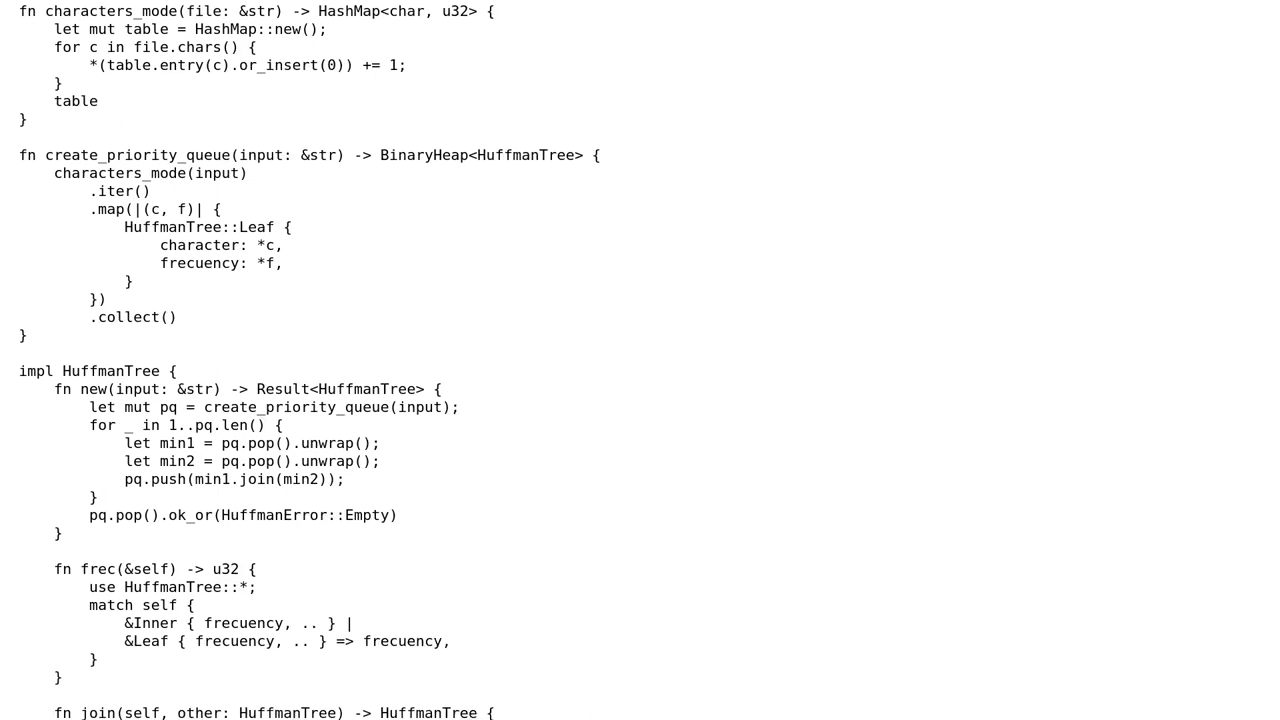 fn characters_mode(file: &str) -> HashMap<char, u32> {
    let mut table = HashMap::new();
    for c in file.chars() {
        *(table.entry(c).or_insert(0)) += 1;
    }
    table
}

fn create_priority_queue(input: &str) -> BinaryHeap<HuffmanTree> {
    characters_mode(input)
        .iter()
        .map(|(c, f)| {
            HuffmanTree::Leaf {
                character: *c,
                frecuency: *f,
            }
        })
        .collect()
}

impl HuffmanTree {
    fn new(input: &str) -> Result<HuffmanTree> {
        let mut pq = create_priority_queue(input);
        for _ in 1..pq.len() {
            let min1 = pq.pop().unwrap();
            let min2 = pq.pop().unwrap();
            pq.push(min1.join(min2));
        }
        pq.pop().ok_or(HuffmanError::Empty)
    }

    fn frec(&self) -> u32 {
        use HuffmanTree::*;
        match self {
            &Inner { frecuency, .. } |
            &Leaf { frecuency, .. } => frecuency,
        }
    }

    fn join(self, other: HuffmanTree) -> HuffmanTree {